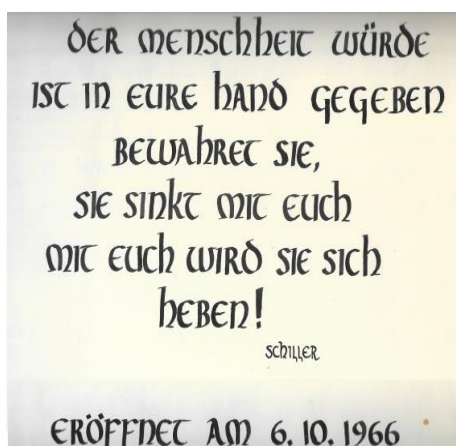 DER MENSCHHEIT WÜRDE
IST IN EURE HAND GEGEBEN
BEWAHRET SIE,
SIE SINKT MIT EUCH
MIT EUCH WIRD SIE SICH
HEBEN!
SCHILLER
ERÖFFNET AM 6. 10. 1966